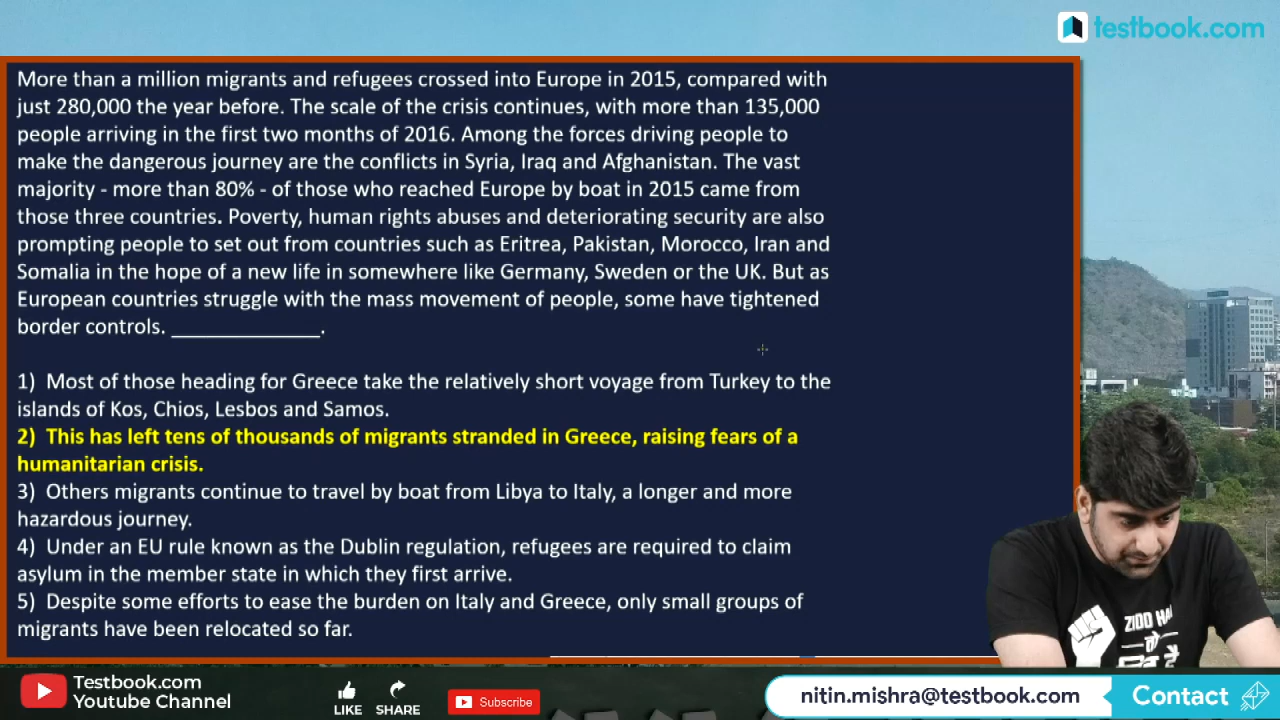 testbook.com
More than a million migrants and refugees crossed into Europe in 2015, compared with
just 280,000 the year before. The scale of the crisis continues, with more than 135,000
people arriving in the first two months of 2016. Among the forces driving people to
make the dangerous journey are the conflicts in Syria, Iraq and Afghanistan. The vast
majority - more than 80% - of those who reached Europe by boat in 2015 came from
those three countries. Poverty, human rights abuses and deteriorating security are also
prompting people to set out from countries such as Eritrea, Pakistan, Morocco, Iran and
Somalia in the hope of a new life in somewhere like Germany, Sweden or the UK. But as
European countries struggle with the mass movement of people, some have tightened
border controls. _____________.
1) Most of those heading for Greece take the relatively short voyage from Turkey to the
islands of Kos, Chios, Lesbos and Samos.
2) This has left tens of thousands of migrants stranded in Greece, raising fears of a
humanitarian crisis.
3) Others migrants continue to travel by boat from Libya to Italy, a longer and more
hazardous journey.
4) Under an EU rule known as the Dublin regulation, refugees are required to claim
asylum in the member state in which they first arrive.
5) Despite some efforts to ease the burden on Italy and Greece, only small groups of
migrants have been relocated so far.
ZIDD HAI
तो
है
Testbook.com
YouTube Channel
LIKE
SHARE
Subscribe
nitin.mishra@testbook.com
Contact